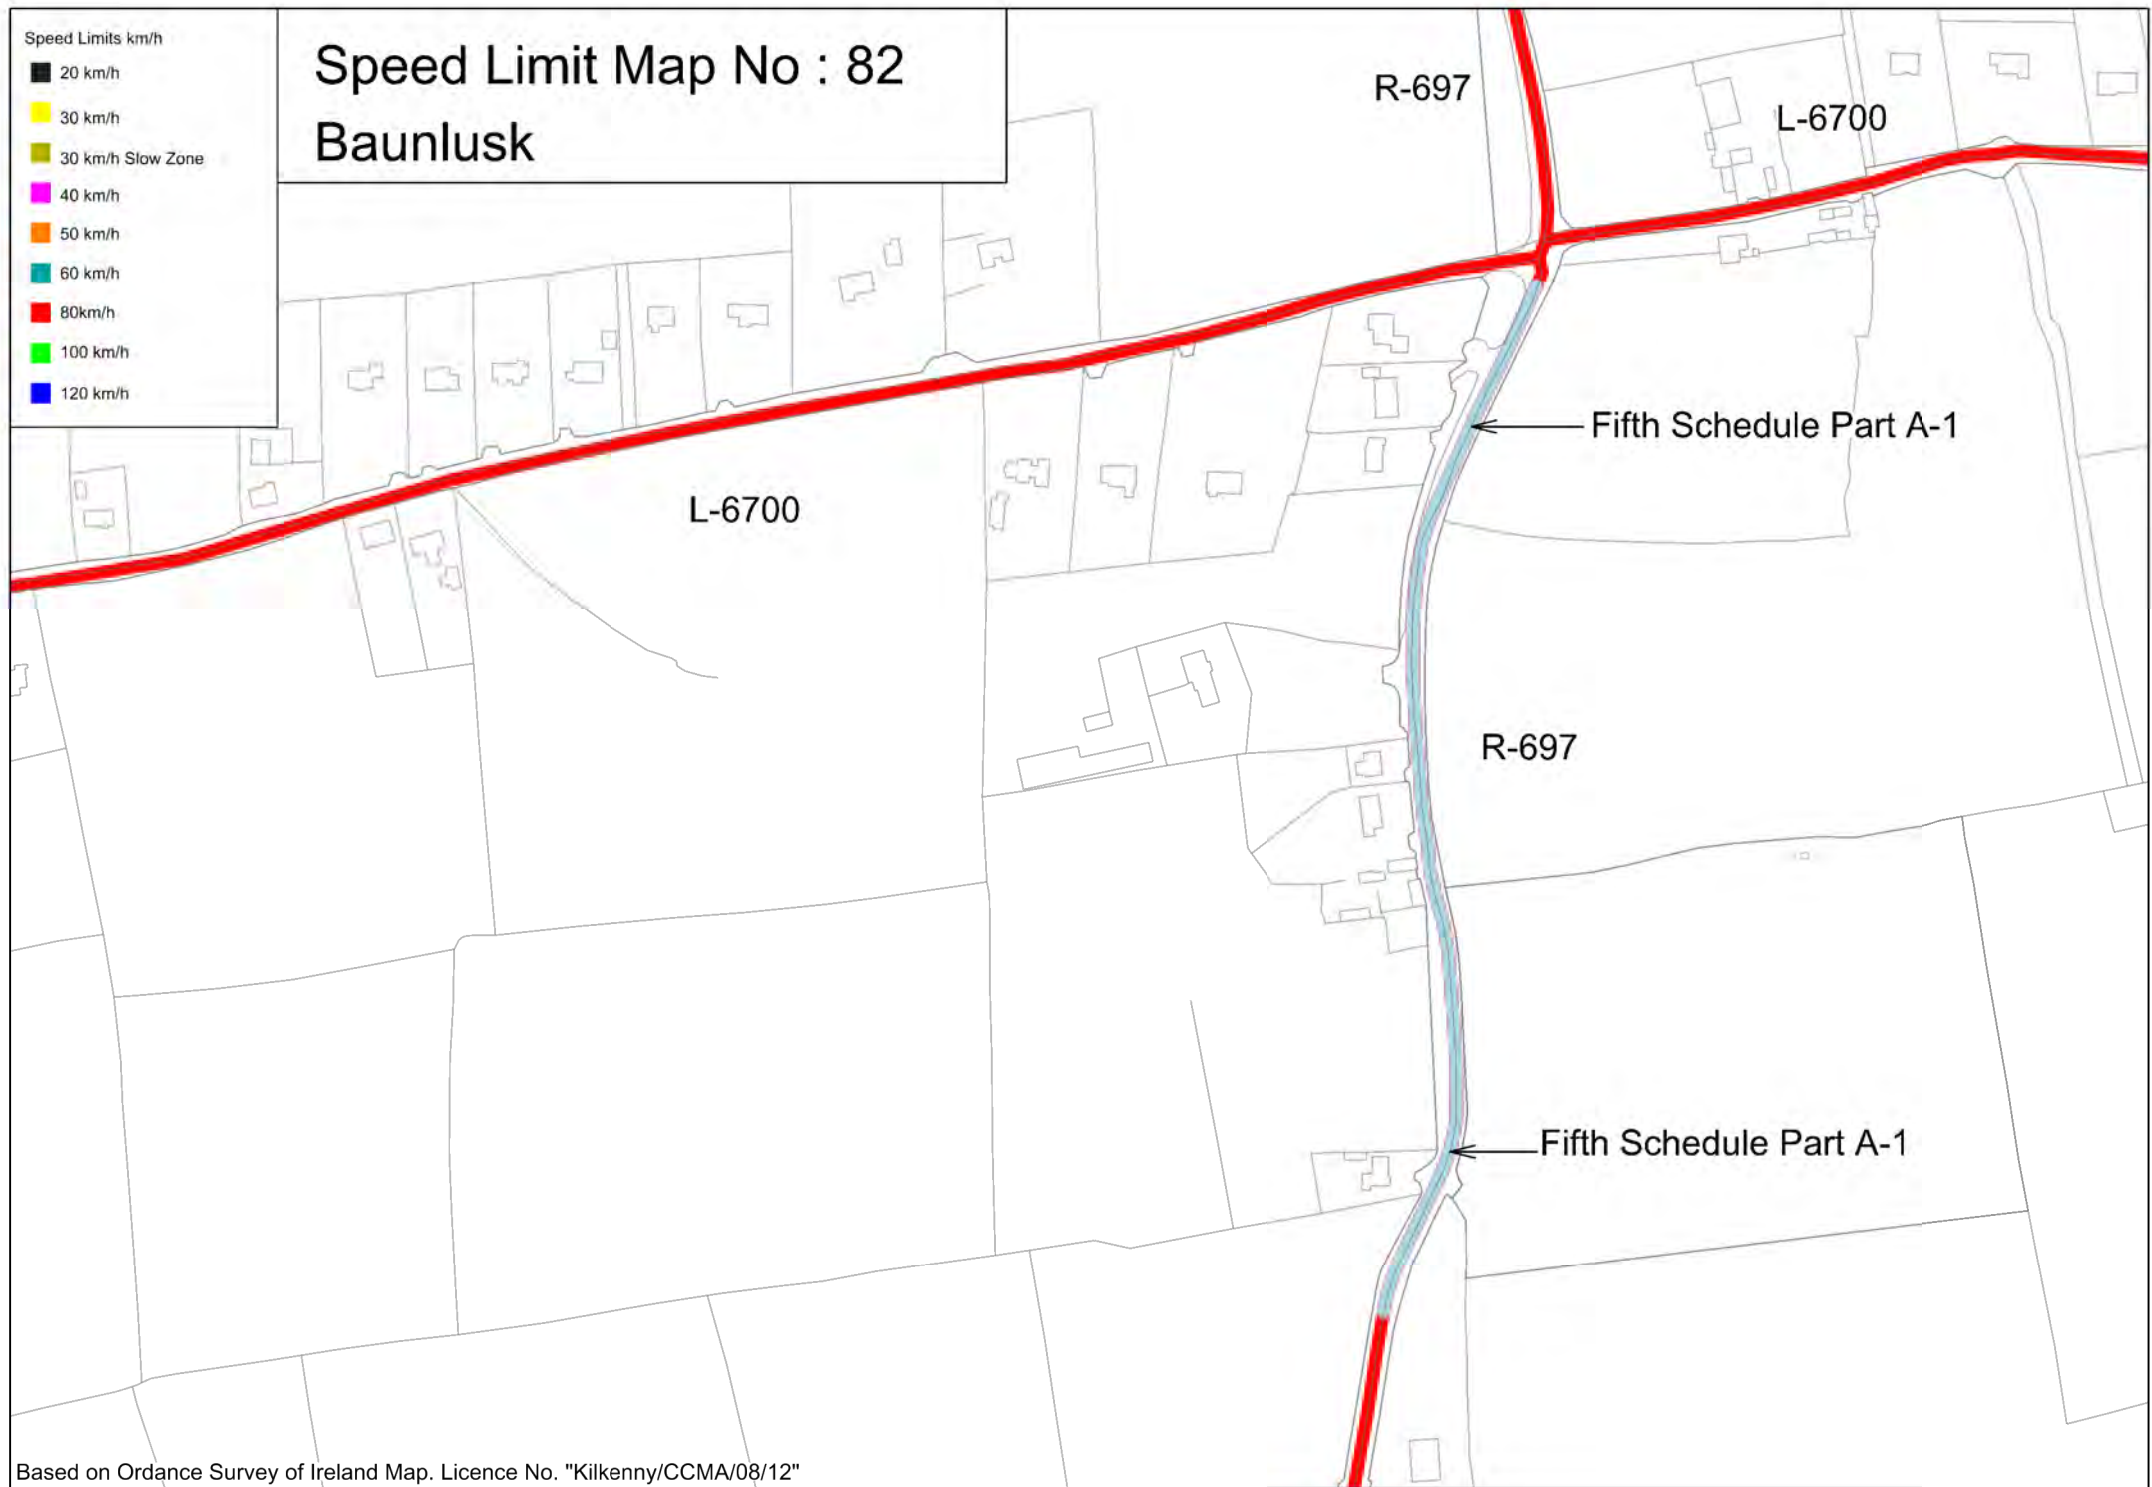 Speed Limits km/h
20 km/h
30 km/h
30 km/h Slow Zone
40 km/h
50 km/h
60 km/h
80km/h
100 km/h
120 km/h
Speed Limit Map No : 82
Baunlusk
R-697
L-6700
Fifth Schedule Part A-1
L-6700
R-697
Fifth Schedule Part A-1
Based on Ordance Survey of Ireland Map. Licence No. "Kilkenny/CCMA/08/12"